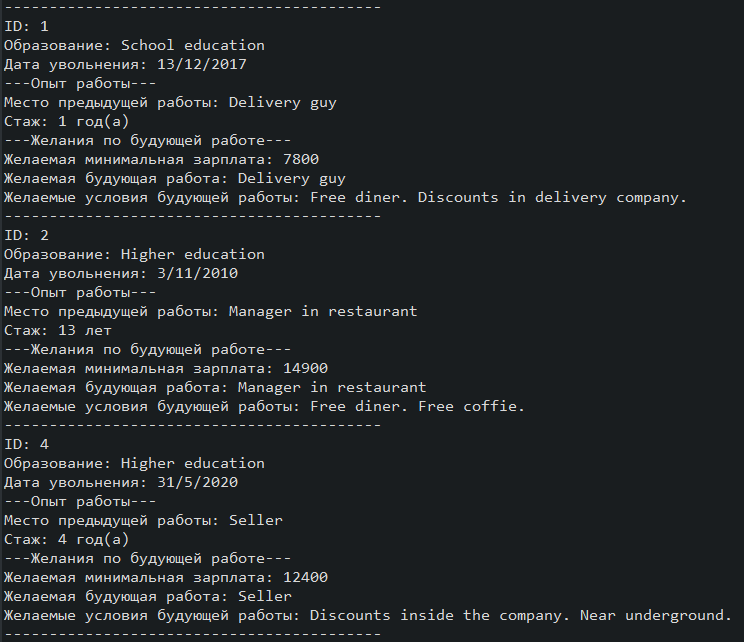 ------------------------------------------
ID: 1
Образование: School education
Дата увольнения: 13/12/2017
---Опыт работы---
Место предыдущей работы: Delivery guy
Стаж: 1 год(а)
---Желания по будующей работе---
Желаемая минимальная зарплата: 7800
Желаемая будующая работа: Delivery guy
Желаемые условия будующей работы: Free diner. Discounts in delivery company.
------------------------------------------
ID: 2
Образование: Higher education
Дата увольнения: 3/11/2010
---Опыт работы---
Место предыдущей работы: Manager in restaurant
Стаж: 13 лет
---Желания по будующей работе---
Желаемая минимальная зарплата: 14900
Желаемая будующая работа: Manager in restaurant
Желаемые условия будующей работы: Free diner. Free coffie.
------------------------------------------
ID: 4
Образование: Higher education
Дата увольнения: 31/5/2020
---Опыт работы---
Место предыдущей работы: Seller
Стаж: 4 год(а)
---Желания по будующей работе---
Желаемая минимальная зарплата: 12400
Желаемая будующая работа: Seller
Желаемые условия будующей работы: Discounts inside the company. Near underground.
------------------------------------------